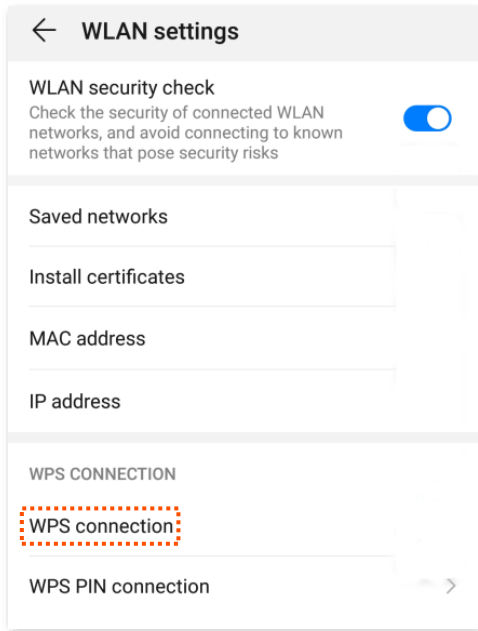 WLAN settings
WLAN security check
Check the security of connected WLAN
networks, and avoid connecting to known
networks that pose security risks
Saved networks
Install certificates
MAC address
IP address
WPS CONNECTION
WPS connection
WPS PIN connection